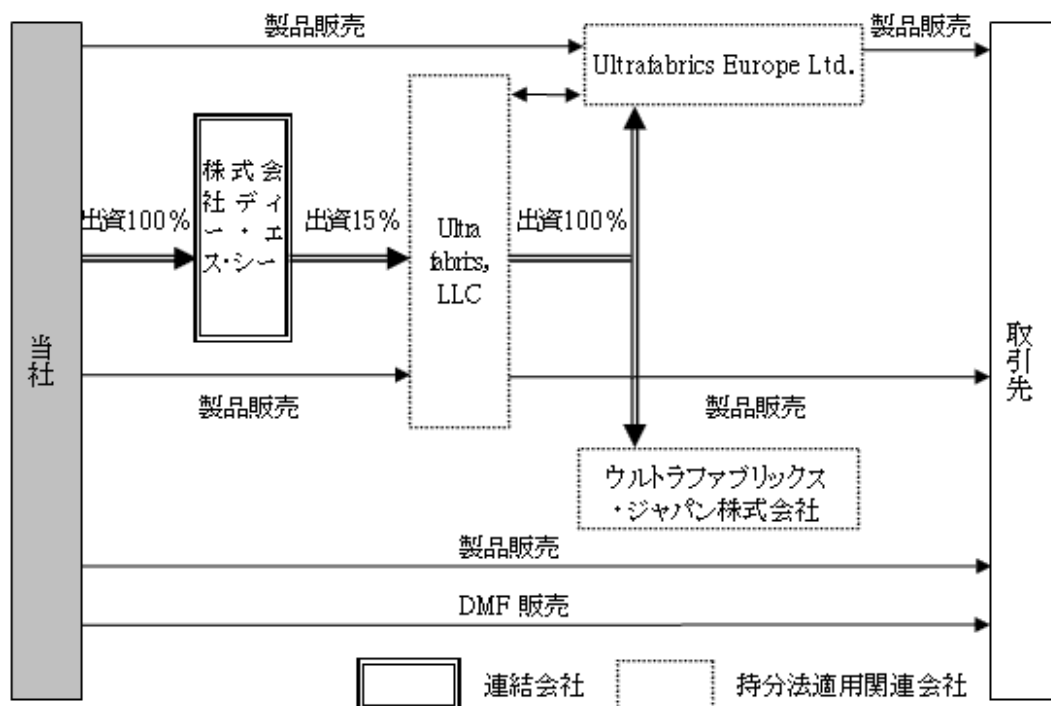 製品販売
製品販売
Ultrafabrics Europe Ltd.
株式会
社ディ
ー・エ
ス・シー
出資100%
出資15%
Ultra
fabrics,
LLC
出資100%
当社
取引先
製品販売
製品販売
ウルトラファブリックス
・ジャパン株式会社
製品販売
DMF 販売
連結会社
持分法適用関連会社